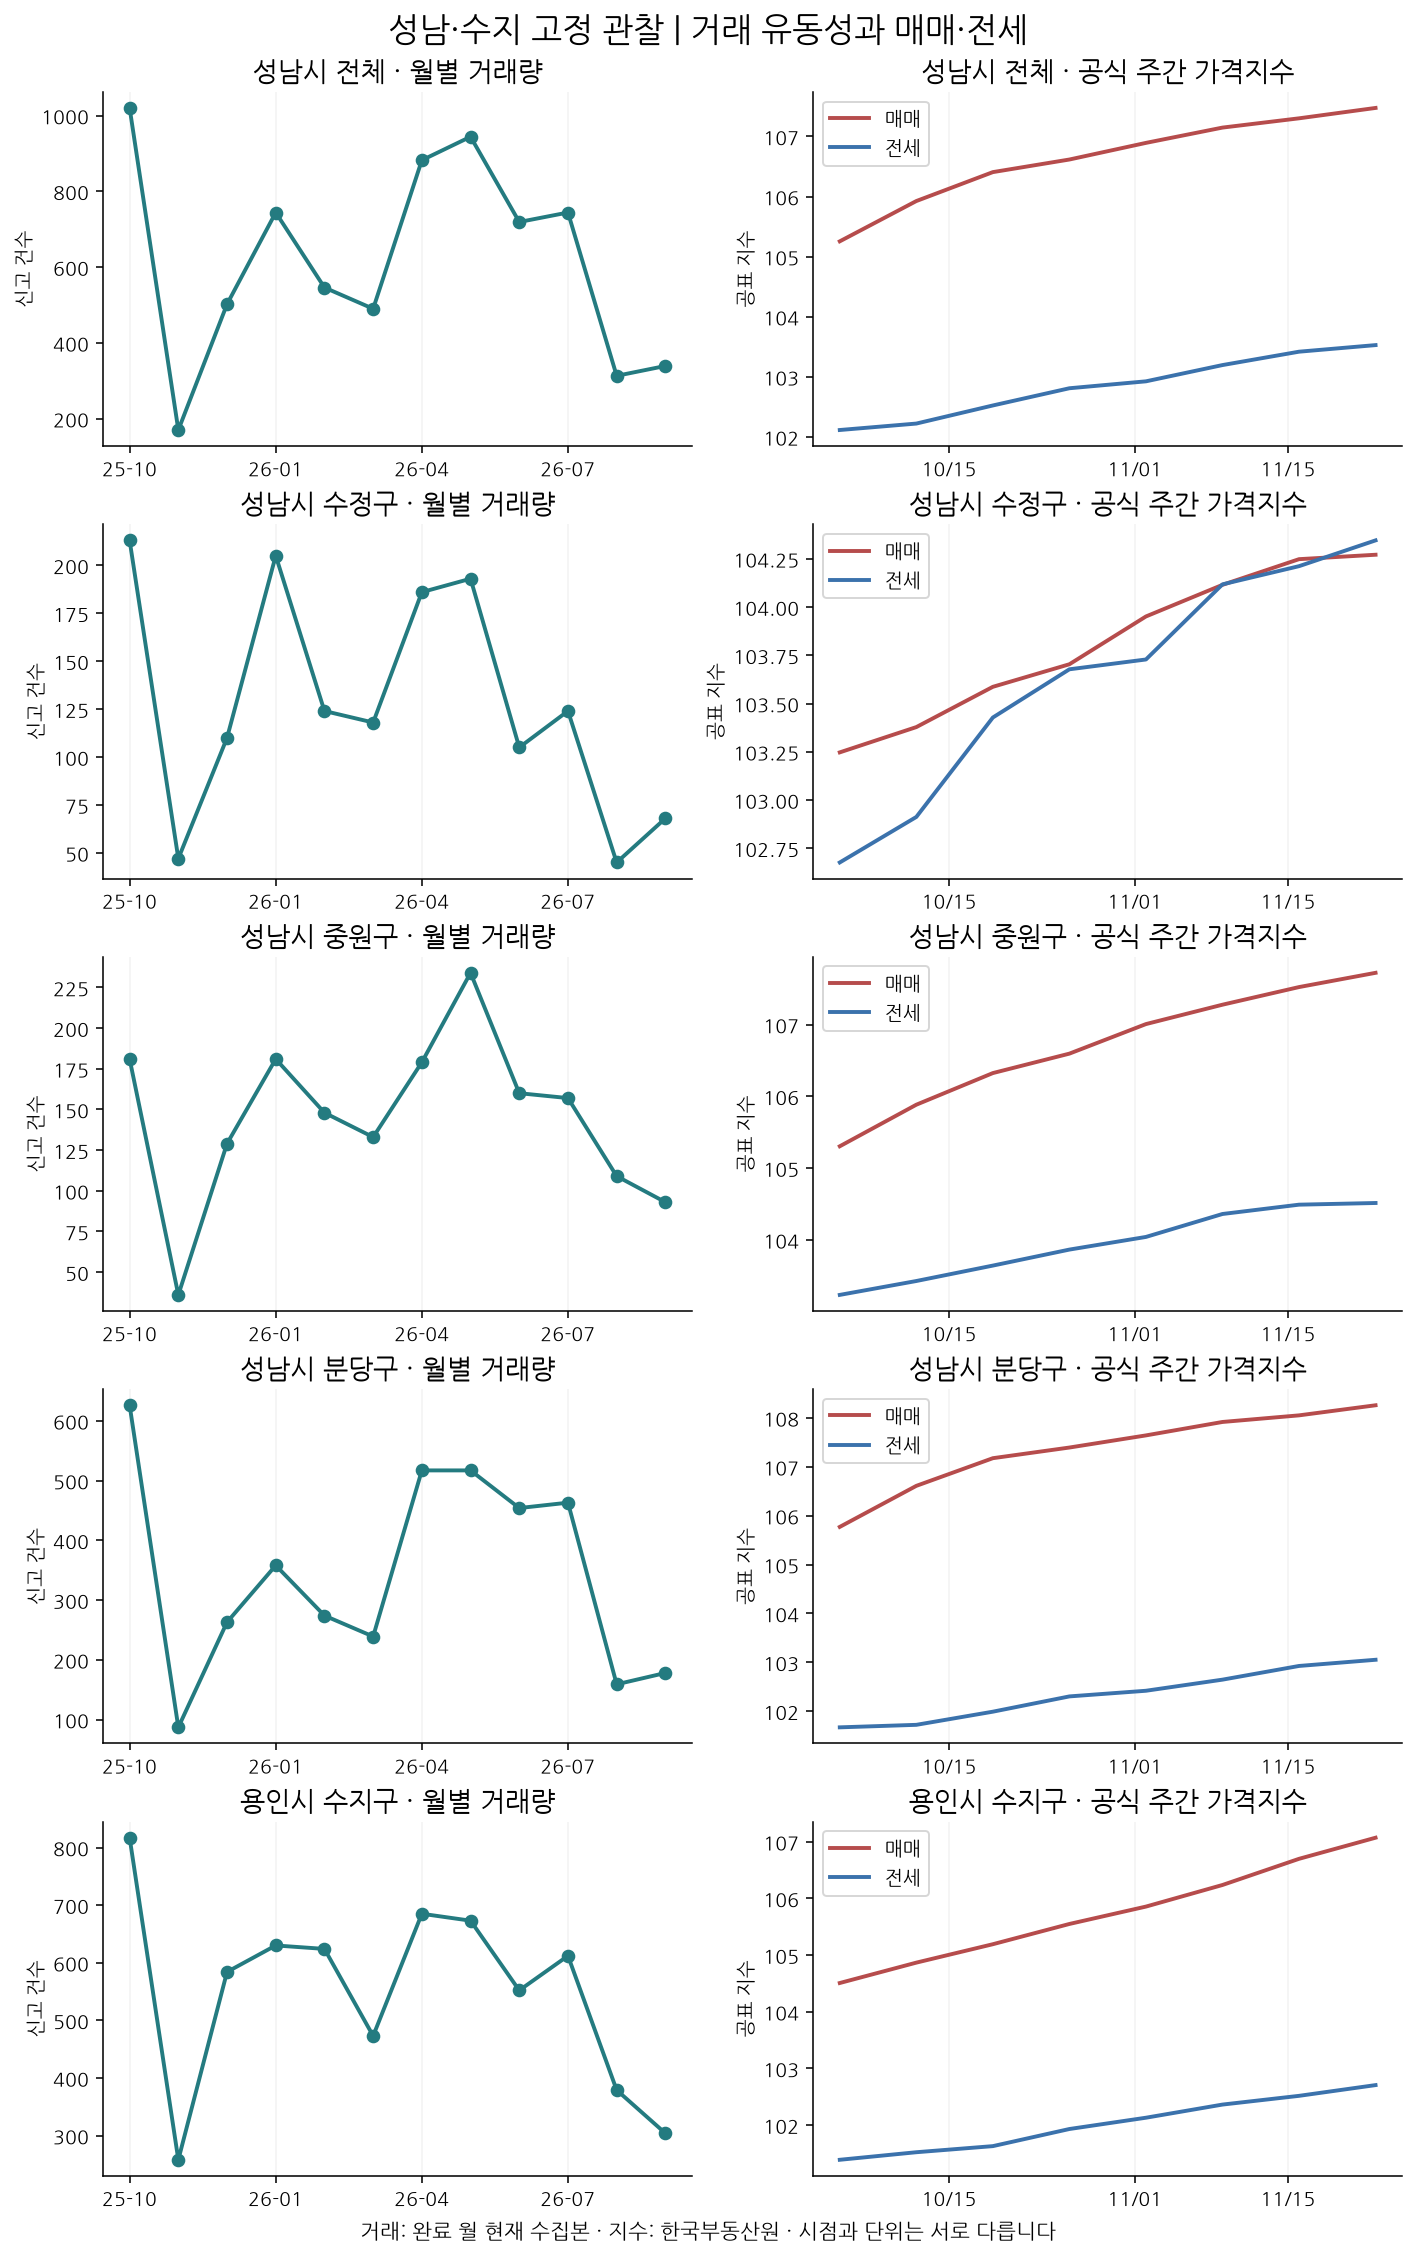 성남·수지 고정 관찰 | 거래 유동성과 매매·전세
성남시 전체 · 월별 거래량
신고 건수
1000
800
600
400
200
25-10 26-01 26-04 26-07
성남시 전체 · 공식 주간 가격지수
매매
전세
공표 지수
107
106
105
104
103
102
10/15 11/01 11/15
성남시 수정구 · 월별 거래량
신고 건수
200
175
150
125
100
75
50
25-10 26-01 26-04 26-07
성남시 수정구 · 공식 주간 가격지수
매매
전세
공표 지수
104.25
104.00
103.75
103.50
103.25
103.00
102.75
10/15 11/01 11/15
성남시 중원구 · 월별 거래량
신고 건수
225
200
175
150
125
100
75
50
25-10 26-01 26-04 26-07
성남시 중원구 · 공식 주간 가격지수
매매
전세
공표 지수
107
106
105
104
10/15 11/01 11/15
성남시 분당구 · 월별 거래량
신고 건수
600
500
400
300
200
100
25-10 26-01 26-04 26-07
성남시 분당구 · 공식 주간 가격지수
매매
전세
공표 지수
108
107
106
105
104
103
102
10/15 11/01 11/15
용인시 수지구 · 월별 거래량
신고 건수
800
700
600
500
400
300
25-10 26-01 26-04 26-07
용인시 수지구 · 공식 주간 가격지수
매매
전세
공표 지수
107
106
105
104
103
102
10/15 11/01 11/15
거래: 완료 월 현재 수집본 · 지수: 한국부동산원 · 시점과 단위는 서로 다릅니다